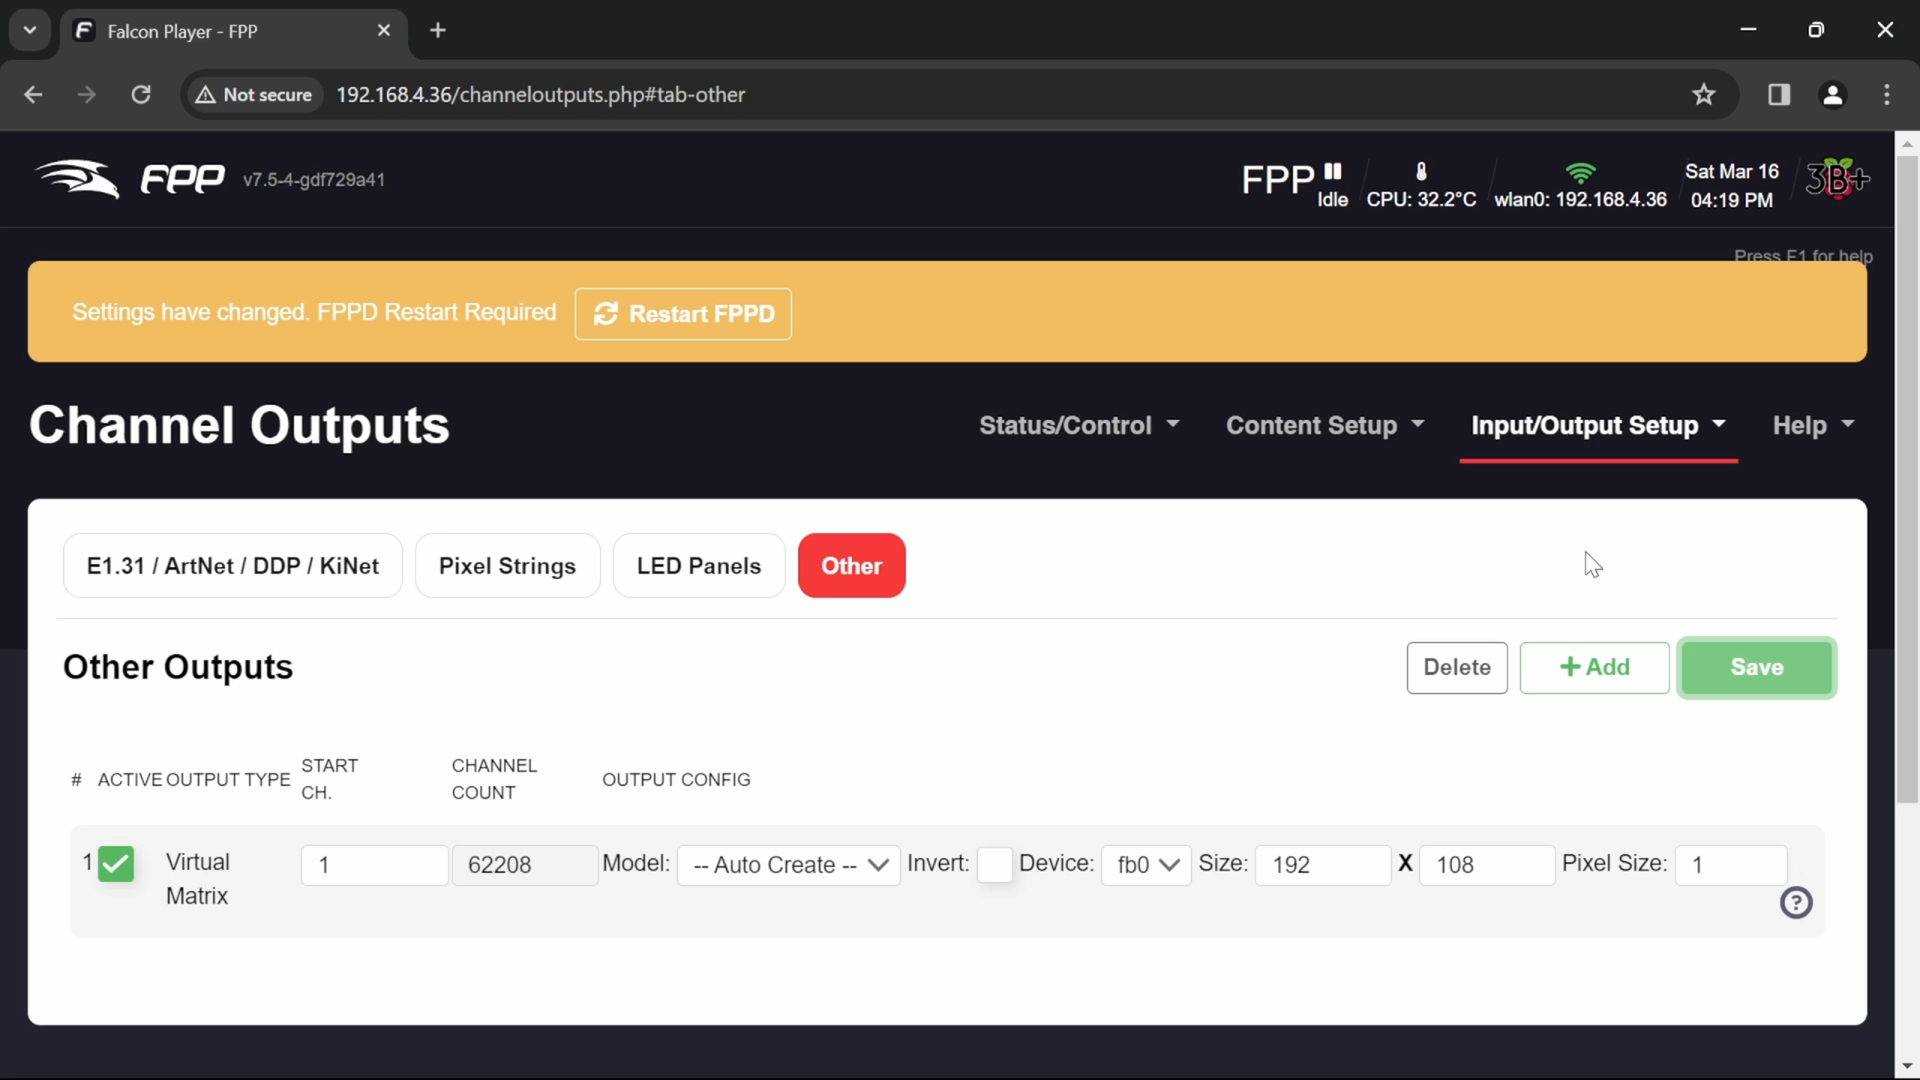 Falcon Player - FPP
Not secure 192.168.4.36/channeloutputs.php#tab-other
FPP v7.5-4-gdf729a41
FPP Idle
CPU: 32.2°C
wlan0: 192.168.4.36
Sat Mar 16
04:19 PM
3B+
Press F1 for help
Settings have changed. FPPD Restart Required Restart FPPD
Channel Outputs
Status/Control Content Setup Input/Output Setup Help
E1.31 / ArtNet / DDP / KiNet Pixel Strings LED Panels Other
Other Outputs
Delete +Add Save
# ACTIVE OUTPUT TYPE
START
CH.
CHANNEL
COUNT
OUTPUT CONFIG
1
Virtual
Matrix
1 62208 Model: -- Auto Create -- Invert: Device: fb0 Size: 192 X 108 Pixel Size: 1
?